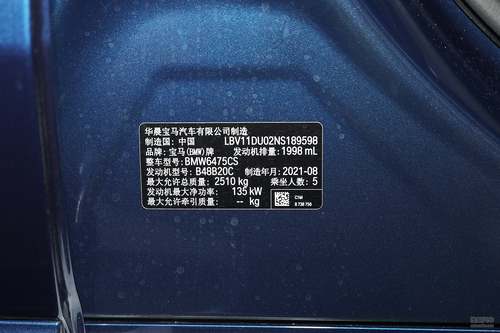 华晨宝马汽车有限公司制造
制造国: 中国 LBV11DU02NS189598
品牌: 宝马(BMW)牌 发动机排量: 1998 mL
整车型号: BMW6475CS
发动机型号: B48B20C 制造年月: 2021-08
最大允许总质量: 2510 kg 乘坐人数: 5
发动机最大净功率: 135 kW
最大允许牵引质量: -- kg
C1M
8 738 756